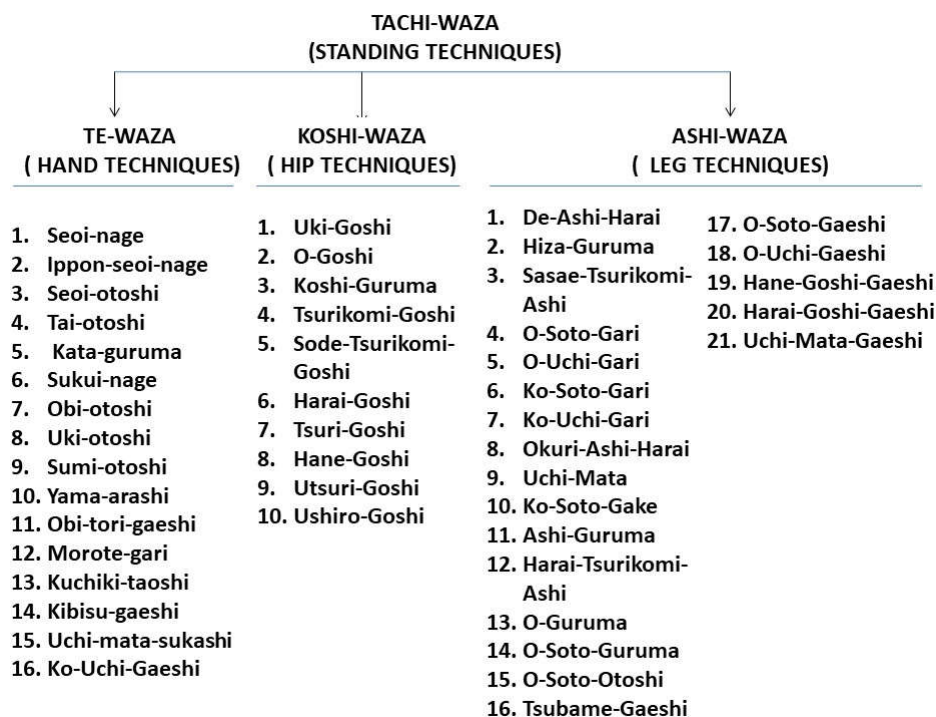 TACHI-WAZA
(STANDING TECHNIQUES)
TE-WAZA
( HAND TECHNIQUES)
1. Seoi-nage
2. Ippon-seoi-nage
3. Seoi-otoshi
4. Tai-otoshi
5. Kata-guruma
6. Sukui-nage
7. Obi-otoshi
8. Uki-otoshi
9. Sumi-otoshi
10. Yama-arashi
11. Obi-tori-gaeshi
12. Morote-gari
13. Kuchiki-taoshi
14. Kibisu-gaeshi
15. Uchi-mata-sukashi
16. Ko-Uchi-Gaeshi
KOSHI-WAZA
( HIP TECHNIQUES)
1. Uki-Goshi
2. O-Goshi
3. Koshi-Guruma
4. Tsurikomi-Goshi
5. Sode-Tsurikomi-
Goshi
6. Harai-Goshi
7. Tsuri-Goshi
8. Hane-Goshi
9. Utsuri-Goshi
10. Ushiro-Goshi
ASHI-WAZA
( LEG TECHNIQUES)
1. De-Ashi-Harai
2. Hiza-Guruma
3. Sasae-Tsurikomi-
Ashi
4. O-Soto-Gari
5. O-Uchi-Gari
6. Ko-Soto-Gari
7. Ko-Uchi-Gari
8. Okuri-Ashi-Harai
9. Uchi-Mata
10. Ko-Soto-Gake
11. Ashi-Guruma
12. Harai-Tsurikomi-
Ashi
13. O-Guruma
14. O-Soto-Guruma
15. O-Soto-Otoshi
16. Tsubame-Gaeshi
17. O-Soto-Gaeshi
18. O-Uchi-Gaeshi
19. Hane-Goshi-Gaeshi
20. Harai-Goshi-Gaeshi
21. Uchi-Mata-Gaeshi